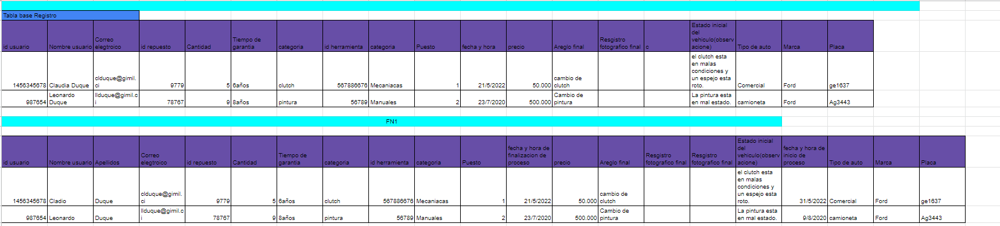 Tabla base Registro
id usuario Nombre usuario Correo elegtroico id repuesto Cantidad Tiempo de garantia categoria id herramienta categoria Puesto fecha y hora precio Areglo final Resgistro fotografico final c Estado inicial del vehiculo(observ acione) Tipo de auto Marca Placa
1456345678 Claudia Duque clduque@gimil.ci 9779 5 6años clutch 567886676 Mecaniacas 1 21/5/2022 50.000 cambio de clutch el clutch esta en malas condiciones y un espejo esta roto. Comercial Ford ge1637
987654 Leonardo Duque llduque@gimil.ci 78767 9 8años pintura 56789 Manuales 2 23/7/2020 500.000 Cambio de pintura La pintura esta en mal estado. camioneta Ford Ag3443
FN1
id usuario Nombre usuario Apellidos Correo elegtroico id repuesto Cantidad Tiempo de garantia categoria id herramienta categoria Puesto fecha y hora de finalizacion de proceso precio Areglo final Resgistro fotografico final Resgistro fotografico final Estado inicial del vehiculo(observ acione) fecha y hora de inicio de proceso Tipo de auto Marca Placa
1456345678 Cladio Duque clduque@gimil.ci 9779 5 6años clutch 567886676 Mecaniacas 1 21/5/2022 50.000 cambio de clutch el clutch esta en malas condiciones y un espejo esta roto. 31/5/2022 Comercial Ford ge1637
987654 Leonardo Duque llduque@gimil.ci 78767 9 8años pintura 56789 Manuales 2 23/7/2020 500.000 Cambio de pintura La pintura esta en mal estado. 9/8/2020 camioneta Ford Ag3443